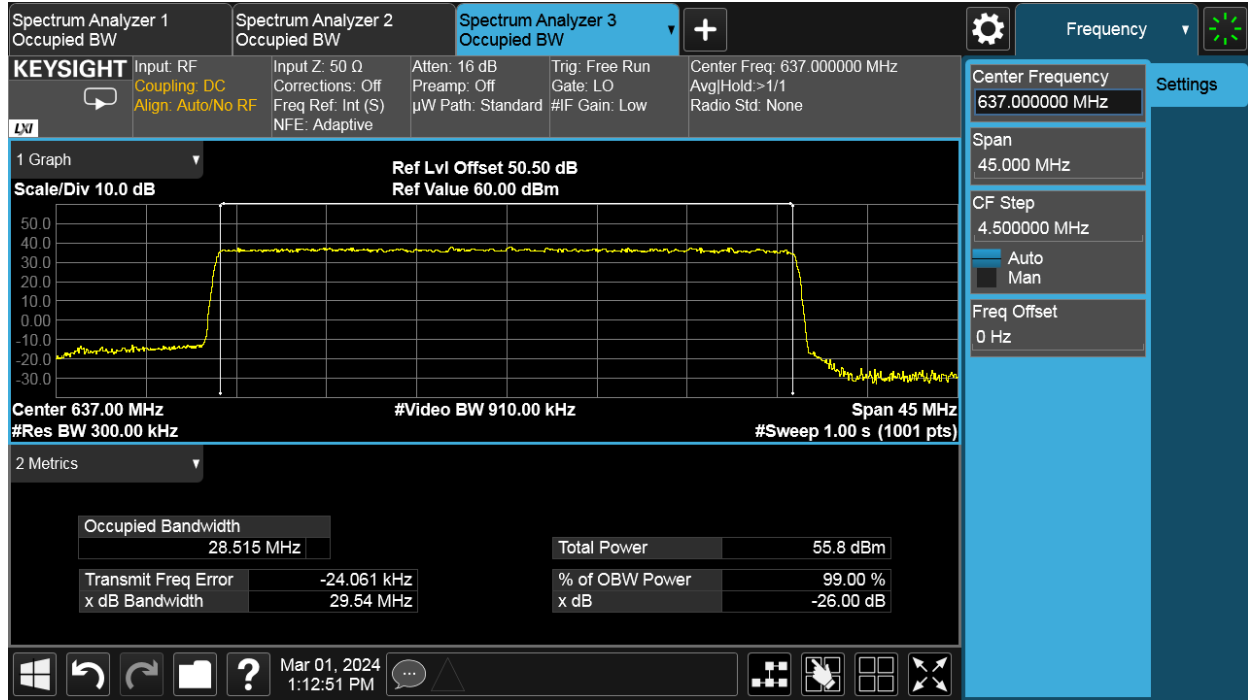 Spectrum Analyzer 1
Occupied BW
Spectrum Analyzer 2
Occupied BW
Spectrum Analyzer 3
Occupied BW
Frequency
KEYSIGHT
LXI
Input: RF
Coupling: DC
Align: Auto/No RF
Input Z: 50 Ω
Corrections: Off
Freq Ref: Int (S)
NFE: Adaptive
Atten: 16 dB
Preamp: Off
µW Path: Standard
Trig: Free Run
Gate: LO
#IF Gain: Low
Center Freq: 637.000000 MHz
Avg|Hold:>1/1
Radio Std: None
Center Frequency
637.000000 MHz
Settings
Span
45.000 MHz
CF Step
4.500000 MHz
Auto
Man
Freq Offset
0 Hz
1 Graph
Scale/Div 10.0 dB
Ref Lvl Offset 50.50 dB
Ref Value 60.00 dBm
50.0
40.0
30.0
20.0
10.0
0.00
-10.0
-20.0
-30.0
Center 637.00 MHz
#Video BW 910.00 kHz
Span 45 MHz
#Res BW 300.00 kHz
#Sweep 1.00 s (1001 pts)
2 Metrics
Occupied Bandwidth
28.515 MHz
Total Power 55.8 dBm
Transmit Freq Error -24.061 kHz
% of OBW Power 99.00 %
x dB Bandwidth 29.54 MHz
x dB -26.00 dB
?
Mar 01, 2024
1:12:51 PM